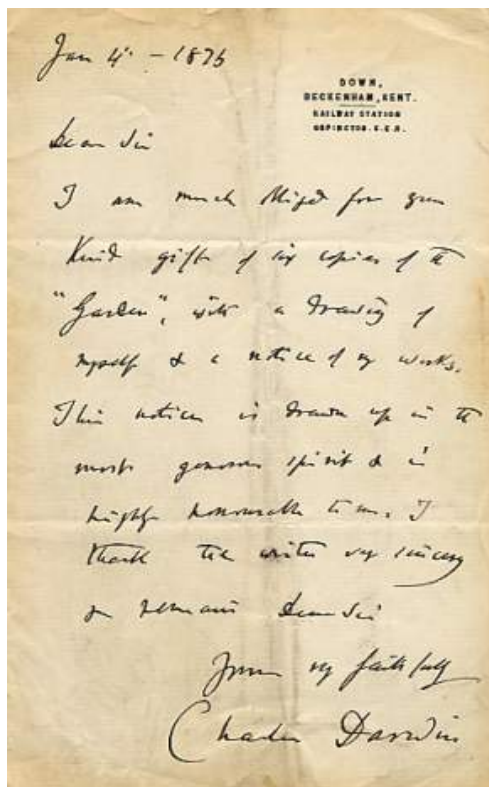 Jan 4 - 1875
DOWN,
BECKENHAM, KENT.
RAILWAY STATION
ORPINGTON. S.E.R.
Dear Sir
I am much obliged for your
kind gift of six copies of the
"Garden", with a drawing of
myself & a notice of my works.
This notice is drawn up in the
most generous spirit & in
highly honourable terms. I
thank the writer very sincerely
& remain Dear Sir
Yours very faithfully
Charles Darwin